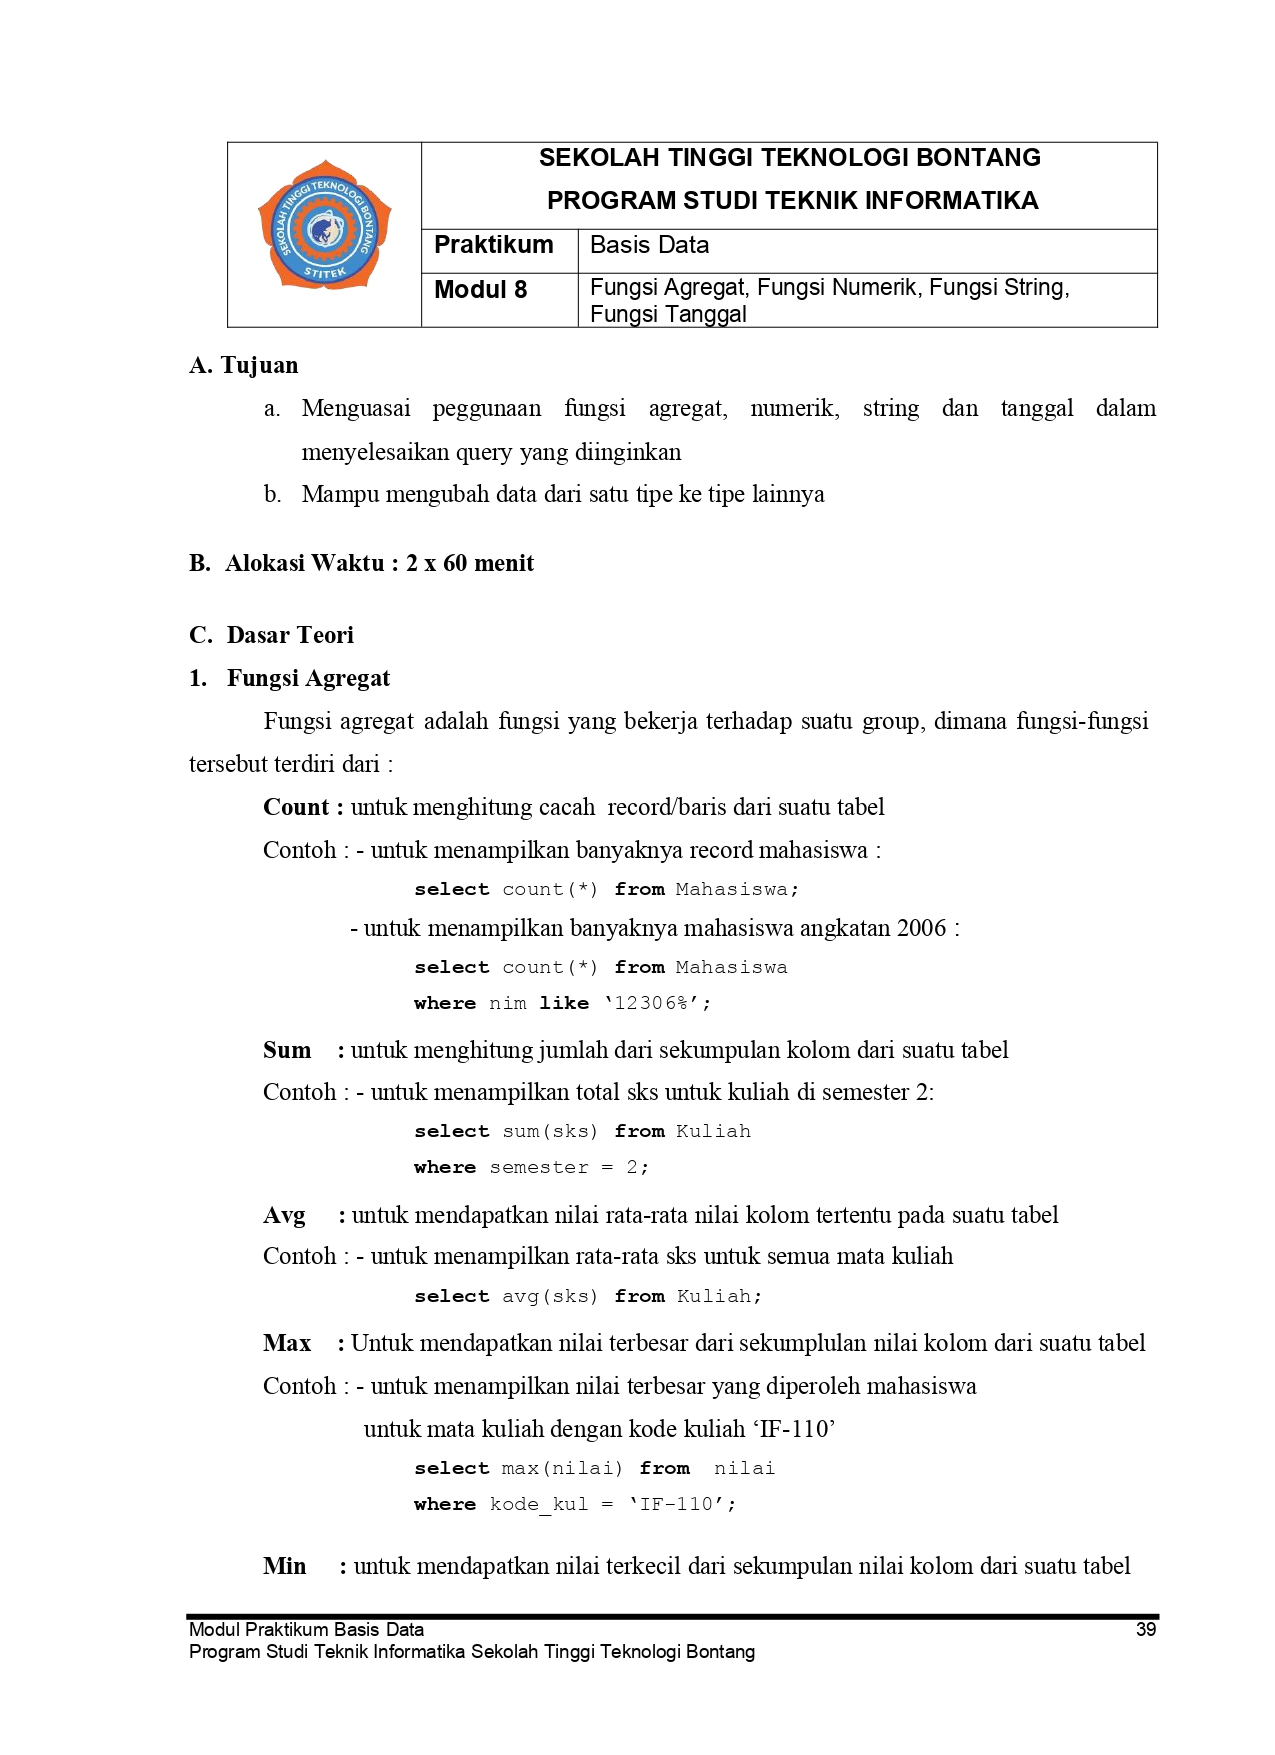 SEKOLAH TINGGI TEKNOLOGI BONTANG
STITEK
SEKOLAH TINGGI TEKNOLOGI BONTANG
PROGRAM STUDI TEKNIK INFORMATIKA
Praktikum Basis Data
Modul 8 Fungsi Agregat, Fungsi Numerik, Fungsi String,
Fungsi Tanggal
A. Tujuan
a. Menguasai peggunaan fungsi agregat, numerik, string dan tanggal dalam
menyelesaikan query yang diinginkan
b. Mampu mengubah data dari satu tipe ke tipe lainnya
B. Alokasi Waktu : 2 x 60 menit
C. Dasar Teori
1. Fungsi Agregat
Fungsi agregat adalah fungsi yang bekerja terhadap suatu group, dimana fungsi-fungsi
tersebut terdiri dari :
Count : untuk menghitung cacah record/baris dari suatu tabel
Contoh : - untuk menampilkan banyaknya record mahasiswa :
select count(*) from Mahasiswa;
- untuk menampilkan banyaknya mahasiswa angkatan 2006 :
select count(*) from Mahasiswa
where nim like ‘12306%’;
Sum : untuk menghitung jumlah dari sekumpulan kolom dari suatu tabel
Contoh : - untuk menampilkan total sks untuk kuliah di semester 2:
select sum(sks) from Kuliah
where semester = 2;
Avg : untuk mendapatkan nilai rata-rata nilai kolom tertentu pada suatu tabel
Contoh : - untuk menampilkan rata-rata sks untuk semua mata kuliah
select avg(sks) from Kuliah;
Max : Untuk mendapatkan nilai terbesar dari sekumplulan nilai kolom dari suatu tabel
Contoh : - untuk menampilkan nilai terbesar yang diperoleh mahasiswa
untuk mata kuliah dengan kode kuliah ‘IF-110’
select max(nilai) from nilai
where kode_kul = ‘IF-110’;
Min : untuk mendapatkan nilai terkecil dari sekumpulan nilai kolom dari suatu tabel
Modul Praktikum Basis Data 39
Program Studi Teknik Informatika Sekolah Tinggi Teknologi Bontang